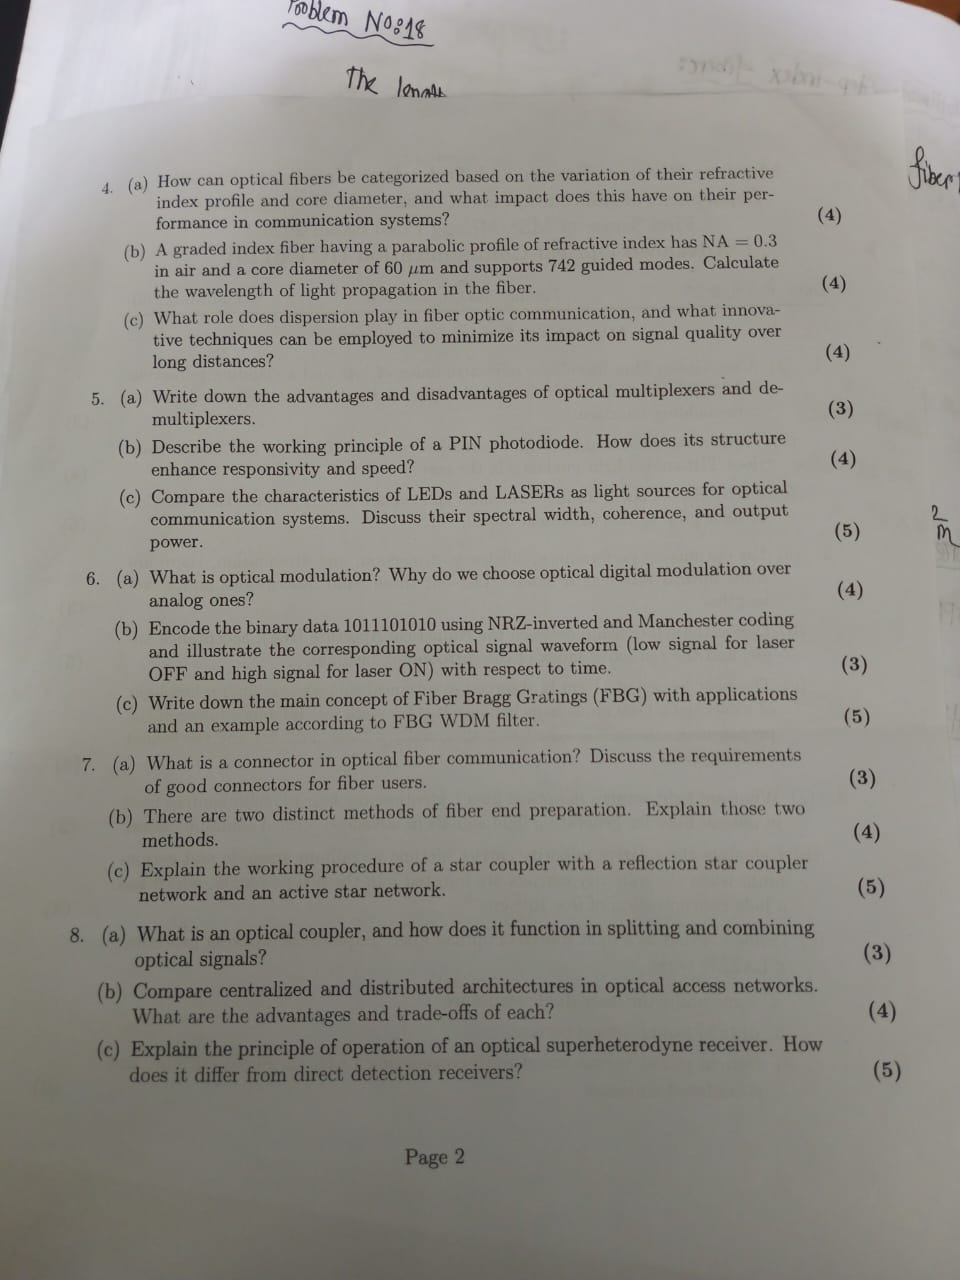 Problem No:18
The length
fiber
4. (a) How can optical fibers be categorized based on the variation of their refractive
index profile and core diameter, and what impact does this have on their per-
formance in communication systems? (4)
(b) A graded index fiber having a parabolic profile of refractive index has NA = 0.3
in air and a core diameter of 60 μm and supports 742 guided modes. Calculate
the wavelength of light propagation in the fiber. (4)
(c) What role does dispersion play in fiber optic communication, and what innova-
tive techniques can be employed to minimize its impact on signal quality over
long distances? (4)
5. (a) Write down the advantages and disadvantages of optical multiplexers and de-
multiplexers. (3)
(b) Describe the working principle of a PIN photodiode. How does its structure
enhance responsivity and speed? (4)
(c) Compare the characteristics of LEDs and LASERs as light sources for optical
communication systems. Discuss their spectral width, coherence, and output
power. (5)
6. (a) What is optical modulation? Why do we choose optical digital modulation over
analog ones? (4)
(b) Encode the binary data 1011101010 using NRZ-inverted and Manchester coding
and illustrate the corresponding optical signal waveform (low signal for laser
OFF and high signal for laser ON) with respect to time. (3)
(c) Write down the main concept of Fiber Bragg Gratings (FBG) with applications
and an example according to FBG WDM filter. (5)
7. (a) What is a connector in optical fiber communication? Discuss the requirements
of good connectors for fiber users. (3)
(b) There are two distinct methods of fiber end preparation. Explain those two
methods. (4)
(c) Explain the working procedure of a star coupler with a reflection star coupler
network and an active star network. (5)
8. (a) What is an optical coupler, and how does it function in splitting and combining
optical signals? (3)
(b) Compare centralized and distributed architectures in optical access networks.
What are the advantages and trade-offs of each? (4)
(c) Explain the principle of operation of an optical superheterodyne receiver. How
does it differ from direct detection receivers? (5)
Page 2